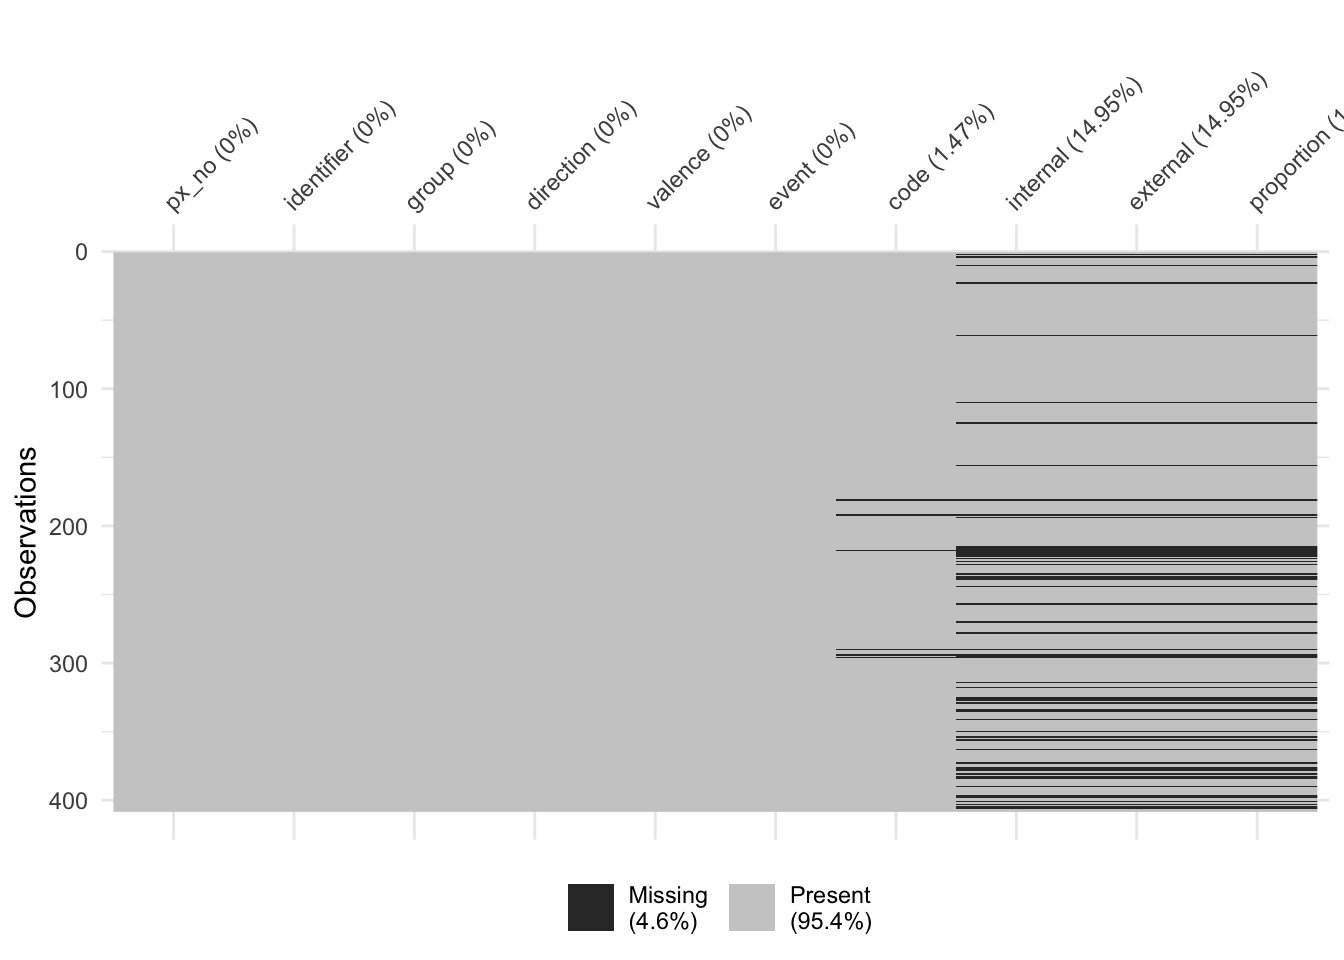 px_no (0%)
identifier (0%)
group (0%)
direction (0%)
valence (0%)
event (0%)
code (1.47%)
internal (14.95%)
external (14.95%)
proportion (1
0
100
200
300
400
Observations
Missing
(4.6%)
Present
(95.4%)